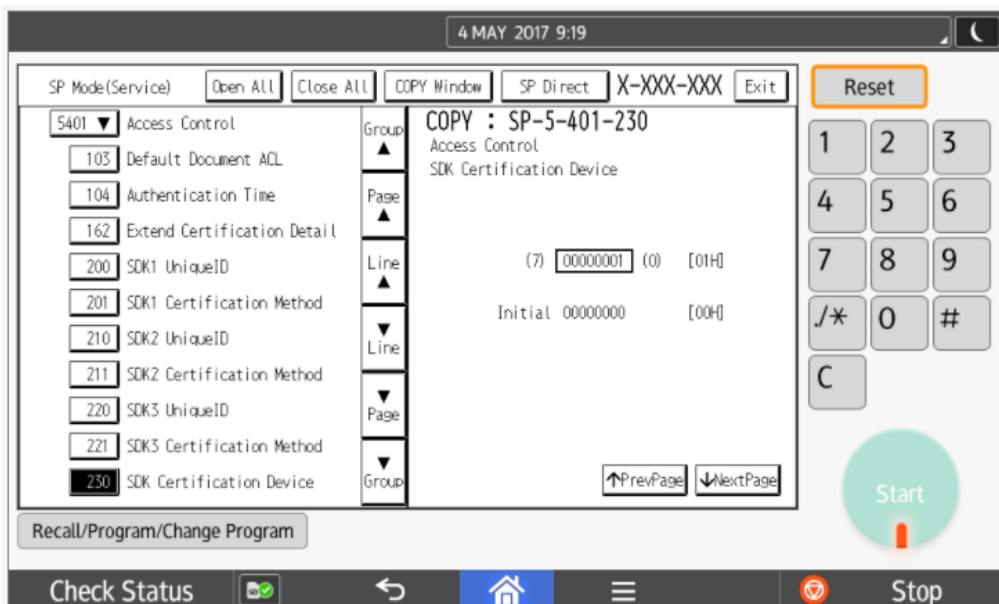 4 MAY 2017 9:19
SP Mode(Service) Open All Close All COPY Window SP Direct X-XXX-XXX Exit
5401 ▼ Access Control
103 Default Document ACL
104 Authentication Time
162 Extend Certification Detail
200 SDK1 UniqueID
201 SDK1 Certification Method
210 SDK2 UniqueID
211 SDK2 Certification Method
220 SDK3 UniqueID
221 SDK3 Certification Method
230 SDK Certification Device
Group ▲
Page ▲
Line ▲
▼ Line
▼ Page
▼ Group
COPY : SP-5-401-230
Access Control
SDK Certification Device
(7) 00000001 (0) [01H]
Initial 00000000 [00H]
↑PrevPage ↓NextPage
Reset
1 2 3
4 5 6
7 8 9
./* 0 #
C
Start
Recall/Program/Change Program
Check Status
Stop